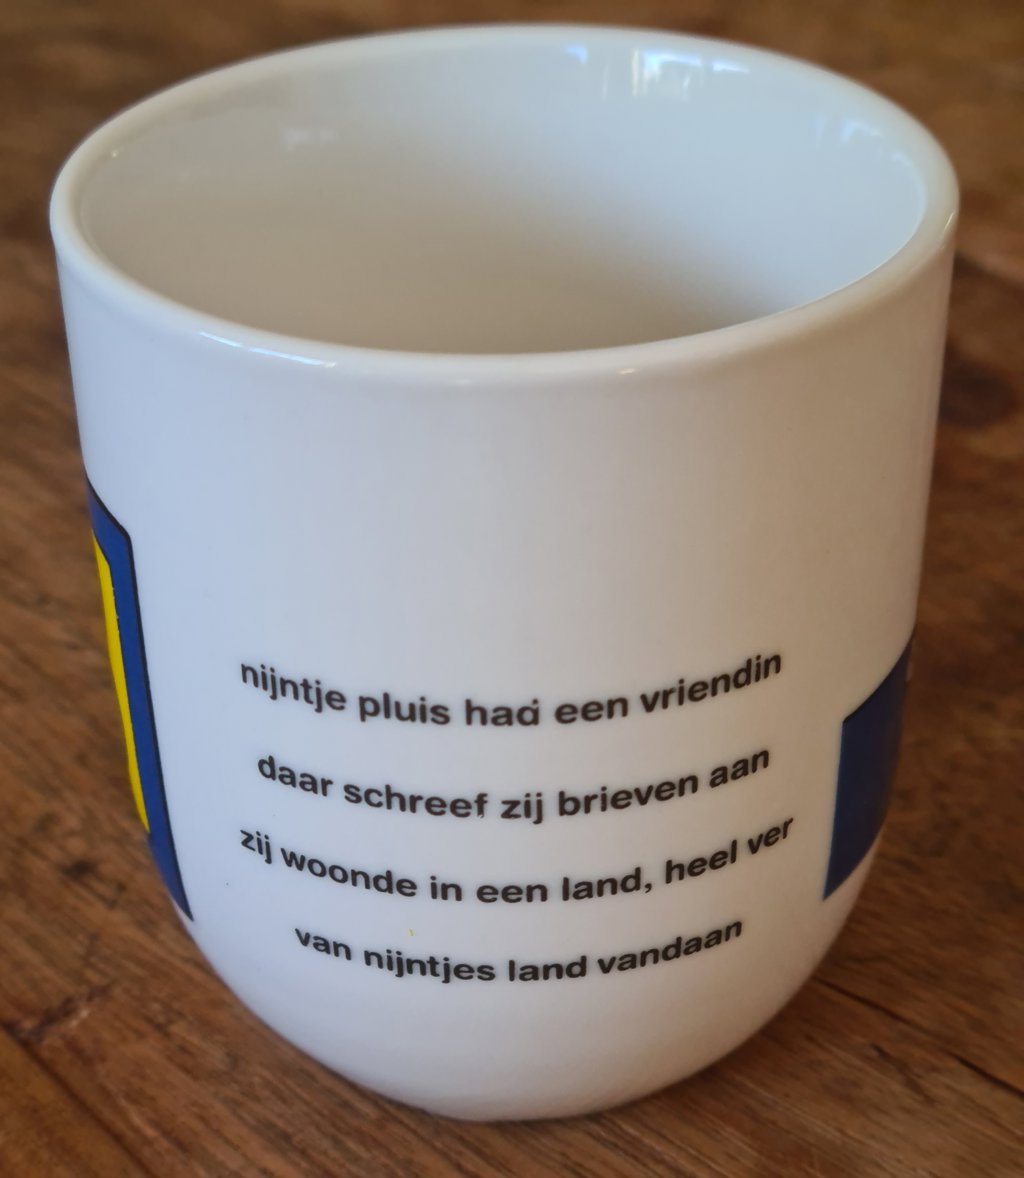 nijntje pluis had een vriendin
daar schreef zij brieven aan
zij woonde in een land, heel ver
van nijntjes land vandaan